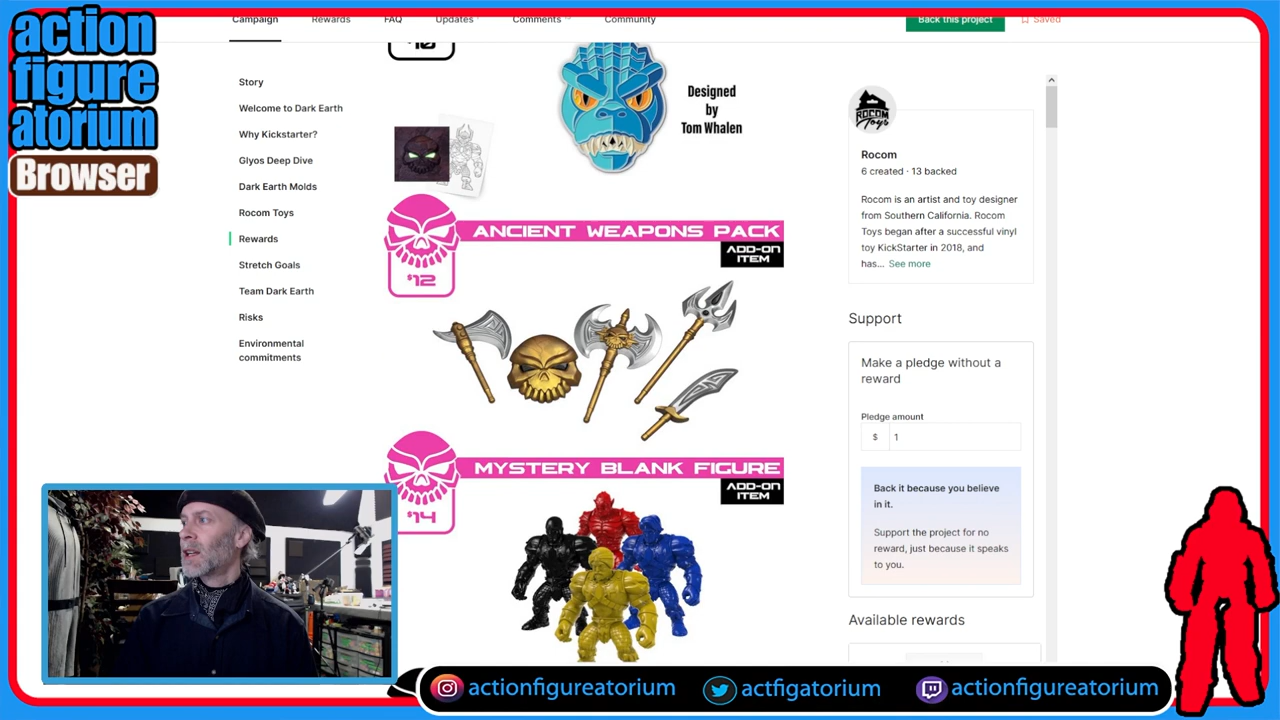 action
figure
atorium
Browser
Campaign
Rewards
FAQ
Updates
Comments
Community
Back this project
Saved
Story
Welcome to Dark Earth
Why Kickstarter?
Glyos Deep Dive
Dark Earth Molds
Rocom Toys
Rewards
Stretch Goals
Team Dark Earth
Risks
Environmental
commitments
Designed
by
Tom Whalen
ANCIENT WEAPONS PACK
ADD-ON
ITEM
$12
MYSTERY BLANK FIGURE
ADD-ON
ITEM
$14
ROCOM
Toys
Rocom
6 created · 13 backed
Rocom is an artist and toy designer
from Southern California. Rocom
Toys began after a successful vinyl
toy KickStarter in 2018, and
has... See more
Support
Make a pledge without a
reward
Pledge amount
$ 1
Back it because you believe
in it.
Support the project for no
reward, just because it speaks
to you.
Available rewards
actionfigureatorium
actfigatorium
actionfigureatorium